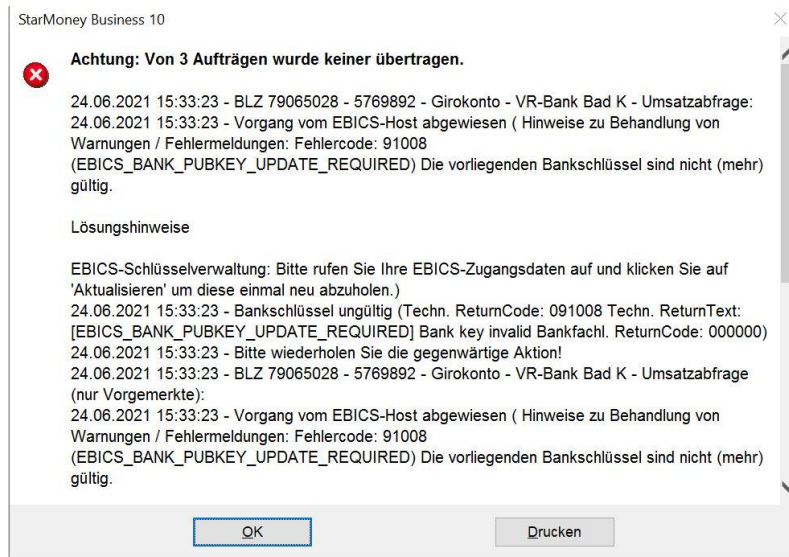 StarMoney Business 10
Achtung: Von 3 Aufträgen wurde keiner übertragen.
24.06.2021 15:33:23 - BLZ 79065028 - 5769892 - Girokonto - VR-Bank Bad K - Umsatzabfrage:
24.06.2021 15:33:23 - Vorgang vom EBICS-Host abgewiesen ( Hinweise zu Behandlung von
Warnungen / Fehlermeldungen: Fehlercode: 91008
(EBICS_BANK_PUBKEY_UPDATE_REQUIRED) Die vorliegenden Bankschlüssel sind nicht (mehr)
gültig.
Lösungshinweise
EBICS-Schlüsselverwaltung: Bitte rufen Sie Ihre EBICS-Zugangsdaten auf und klicken Sie auf
'Aktualisieren' um diese einmal neu abzuholen.)
24.06.2021 15:33:23 - Bankschlüssel ungültig (Techn. ReturnCode: 091008 Techn. ReturnText:
[EBICS_BANK_PUBKEY_UPDATE_REQUIRED] Bank key invalid Bankfachl. ReturnCode: 000000)
24.06.2021 15:33:23 - Bitte wiederholen Sie die gegenwärtige Aktion!
24.06.2021 15:33:23 - BLZ 79065028 - 5769892 - Girokonto - VR-Bank Bad K - Umsatzabfrage
(nur Vorgemerkte):
24.06.2021 15:33:23 - Vorgang vom EBICS-Host abgewiesen ( Hinweise zu Behandlung von
Warnungen / Fehlermeldungen: Fehlercode: 91008
(EBICS_BANK_PUBKEY_UPDATE_REQUIRED) Die vorliegenden Bankschlüssel sind nicht (mehr)
gültig.
OK
Drucken